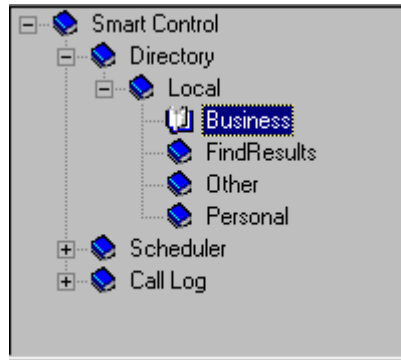 Smart Control
Directory
Local
Business
FindResults
Other
Personal
Scheduler
Call Log